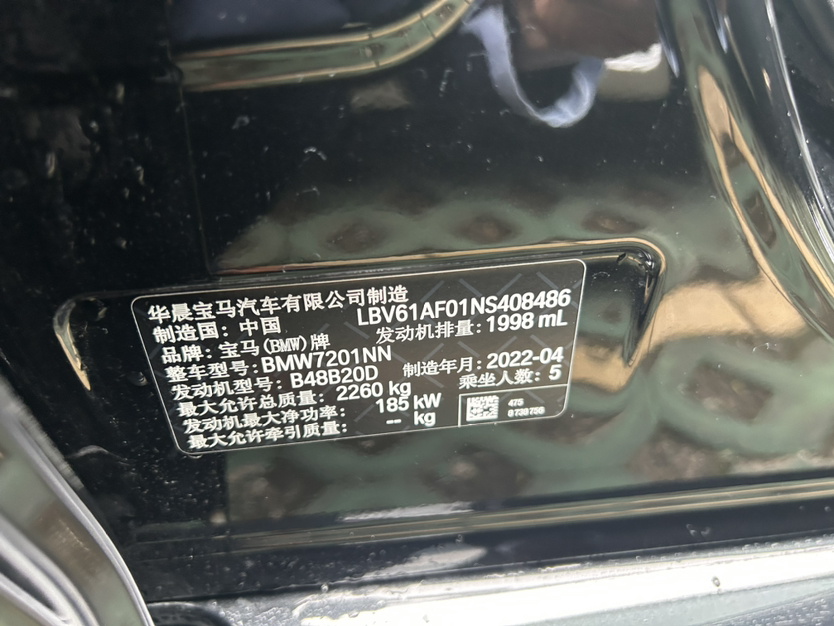 华晨宝马汽车有限公司制造
LBV61AF01NS408486
制造国: 中国
发动机排量: 1998 mL
品牌: 宝马(BMW)牌
整车型号: BMW7201NN
制造年月: 2022-04
发动机型号: B48B20D
乘坐人数: 5
最大允许总质量: 2260 kg
发动机最大净功率: 185 kW
最大允许牵引质量: -- kg
475